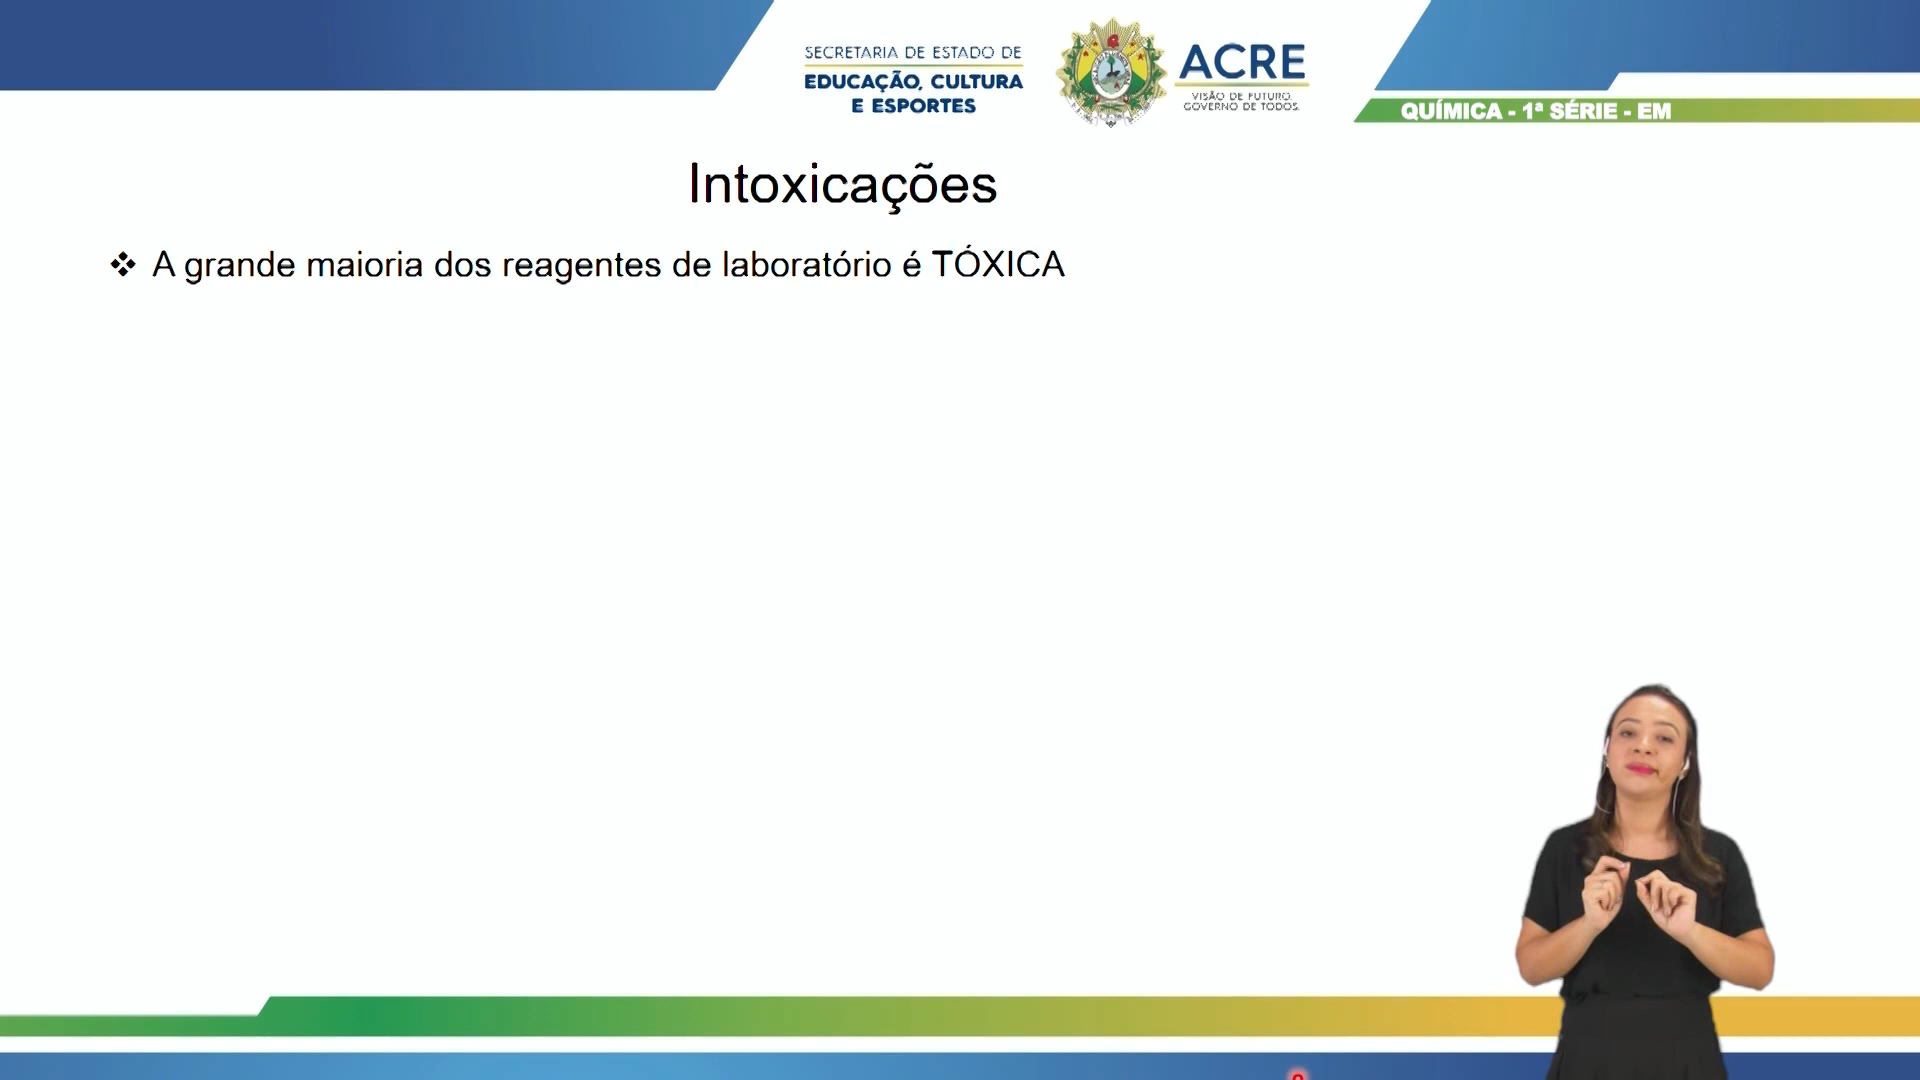 SECRETARIA DE ESTADO DE
EDUCAÇÃO, CULTURA
E ESPORTES
ACRE
VISÃO DE FUTURO.
GOVERNO DE TODOS.
QUÍMICA - 1ª SÉRIE - EM
Intoxicações
❖ A grande maioria dos reagentes de laboratório é TÓXICA